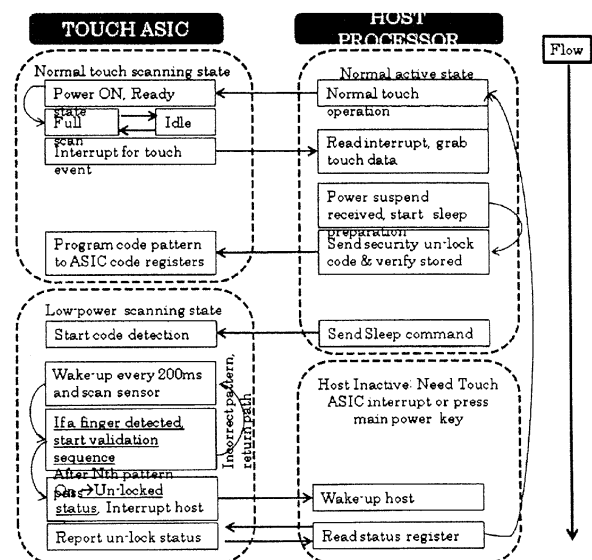 TOUCH ASIC
HOST
PROCESSOR
Flow
Normal touch scanning state
Power ON, Ready
state
Full
scan
Idle
Interrupt for touch
event
Program code pattern
to ASIC code registers
Normal active state
Normal touch
operation
Read interrupt, grab
touch data
Power suspend
received, start sleep
preparation
Send security un-lock
code & verify stored
Low-power scanning state
Start code detection
Send Sleep command
Wake-up every 200ms
and scan sensor
If a finger detected,
start validation
sequence
After Nth pattern
pass
On →Un-locked
status, Interrupt host
Report un-lock status
Incorrect pattern,
return path
Host Inactive: Need Touch
ASIC interrupt or press
main power key
Wake-up host
Read status register